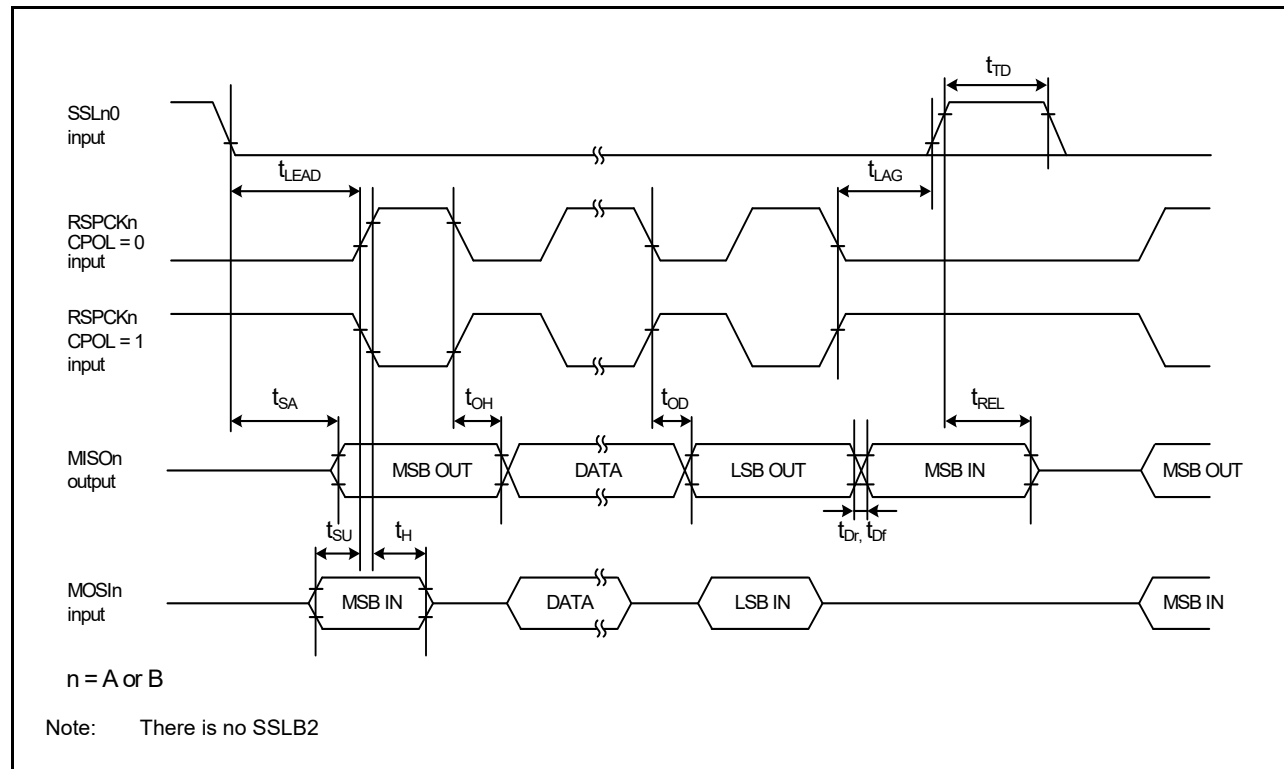 tTD
SSLn0
input
tLEAD
tLAG
RSPCKn
CPOL = 0
input
RSPCKn
CPOL = 1
input
tSA
tOH
tOD
tREL
MISOn
output
MSB OUT
DATA
LSB OUT
MSB IN
MSB OUT
tSU
tH
tDr, tDf
MOSIn
input
MSB IN
DATA
LSB IN
MSB IN
n = A or B
Note: There is no SSLB2